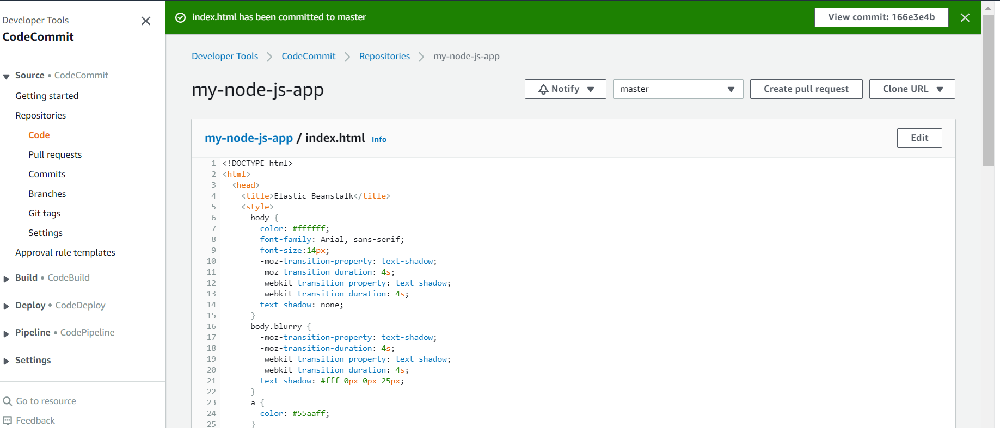 Developer Tools
CodeCommit
Source • CodeCommit
Getting started
Repositories
Code
Pull requests
Commits
Branches
Git tags
Settings
Approval rule templates
Build • CodeBuild
Deploy • CodeDeploy
Pipeline • CodePipeline
Settings
Go to resource
Feedback
index.html has been committed to master
View commit: 166e3e4b
Developer Tools > CodeCommit > Repositories > my-node-js-app
my-node-js-app
Notify
master
Create pull request
Clone URL
my-node-js-app / index.html Info
Edit
1 <!DOCTYPE html>
2 <html>
3 <head>
4 <title>Elastic Beanstalk</title>
5 <style>
6 body {
7 color: #ffffff;
8 font-family: Arial, sans-serif;
9 font-size:14px;
10 -moz-transition-property: text-shadow;
11 -moz-transition-duration: 4s;
12 -webkit-transition-property: text-shadow;
13 -webkit-transition-duration: 4s;
14 text-shadow: none;
15 }
16 body.blurry {
17 -moz-transition-property: text-shadow;
18 -moz-transition-duration: 4s;
19 -webkit-transition-property: text-shadow;
20 -webkit-transition-duration: 4s;
21 text-shadow: #fff 0px 0px 25px;
22 }
23 a {
24 color: #55aaff;
25 }